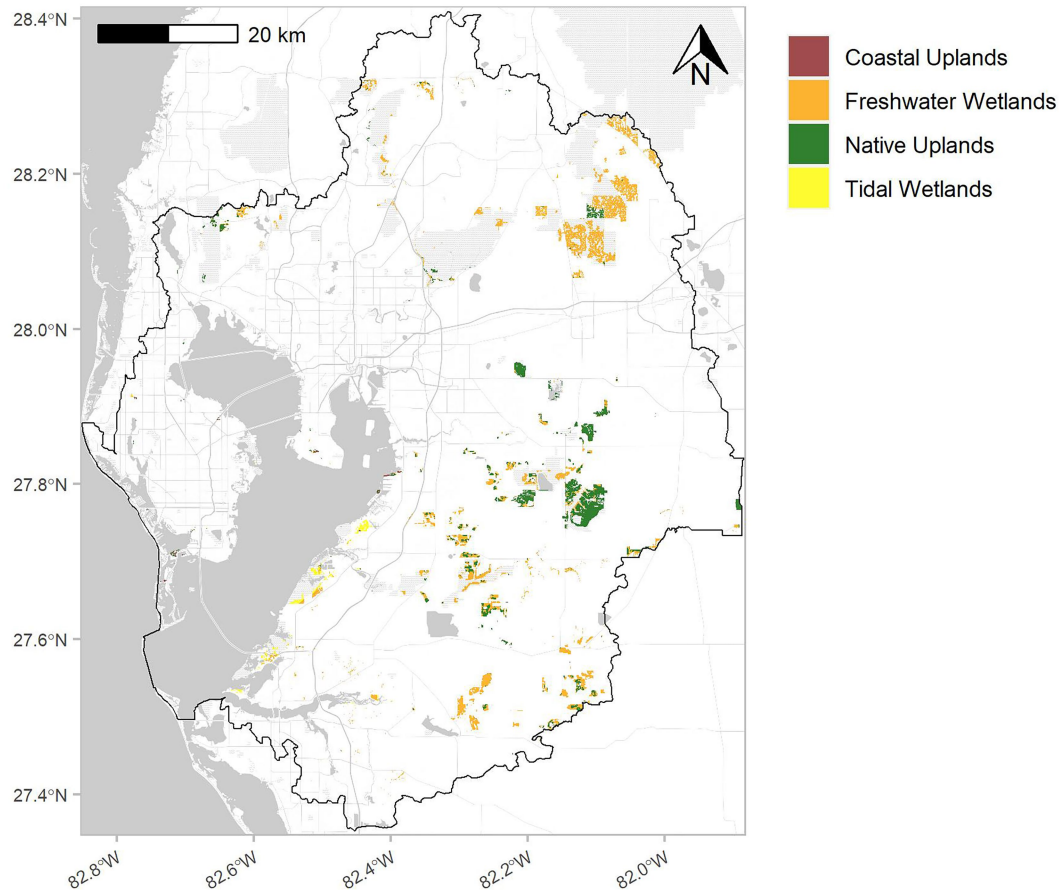 28.4°N
20 km
N
28.2°N
28.0°N
27.8°N
27.6°N
27.4°N
82.8°W
82.6°W
82.4°W
82.2°W
82.0°W
Coastal Uplands
Freshwater Wetlands
Native Uplands
Tidal Wetlands